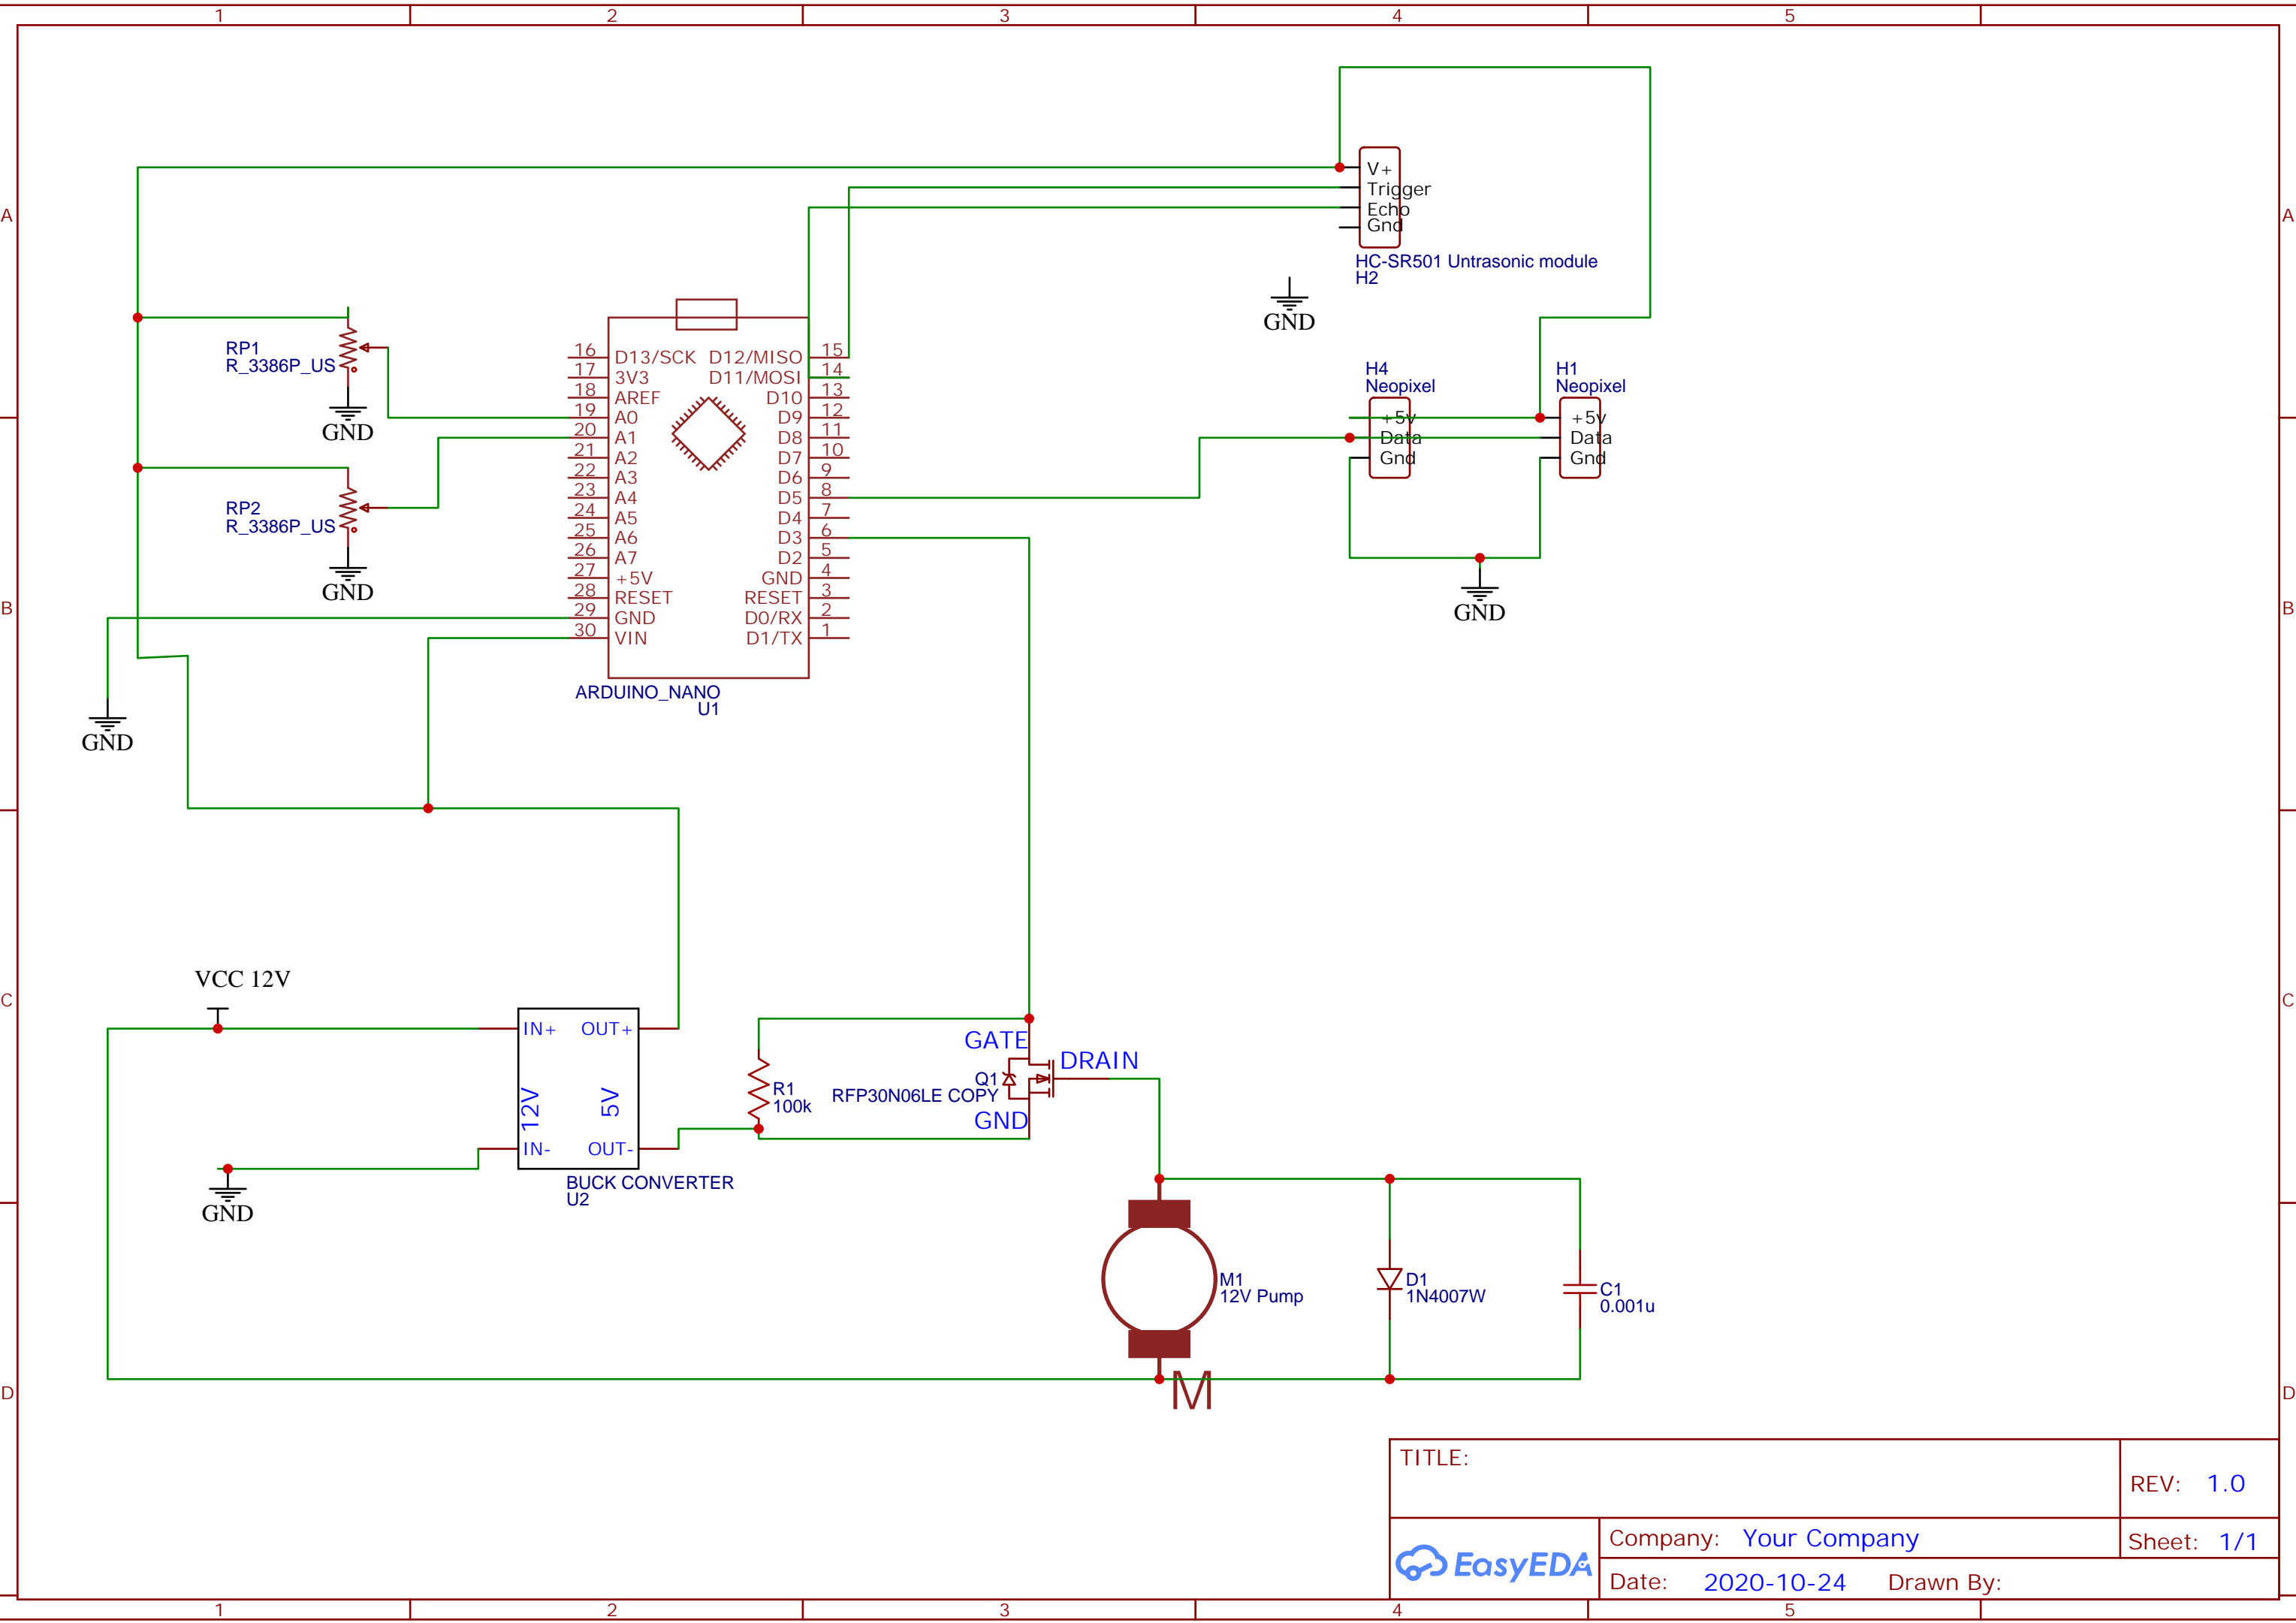 1 2 3 4 5
A
A
V+
Trigger
Echo
Gnd
HC-SR501 Untrasonic module
H2
GND
RP1
R_3386P_US
GND
RP2
R_3386P_US
GND
16 D13/SCK D12/MISO 15
17 3V3 D11/MOSI 14
18 AREF D10 13
19 A0 D9 12
20 A1 D8 11
21 A2 D7 10
22 A3 D6 9
23 A4 D5 8
24 A5 D4 7
25 A6 D3 6
26 A7 D2 5
27 +5V GND 4
28 RESET RESET 3
29 GND D0/RX 2
30 VIN D1/TX 1
ARDUINO_NANO
U1
H4
Neopixel
+5v
Data
Gnd
H1
Neopixel
+5v
Data
Gnd
GND
B
B
GND
C
C
VCC 12V
IN+ OUT+
12V 5V
IN- OUT-
BUCK CONVERTER
U2
GND
R1
100k
GATE
DRAIN
Q1
RFP30N06LE COPY
GND
M1
12V Pump
M
D1
1N4007W
C1
0.001u
D
D
TITLE:
REV: 1.0
EasyEDA
Company: Your Company
Sheet: 1/1
Date: 2020-10-24 Drawn By:
1 2 3 4 5